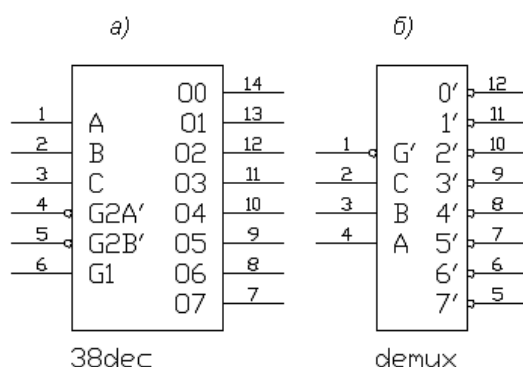 а) б)
O0 14 0' 12
1 A O1 13 1' 11
2 B O2 12 1 G' 2' 10
3 C O3 11 2 C 3' 9
4 G2A' O4 10 3 B 4' 8
5 G2B' O5 9 4 A 5' 7
6 G1 O6 8 6' 6
O7 7 7' 5
38dec demux